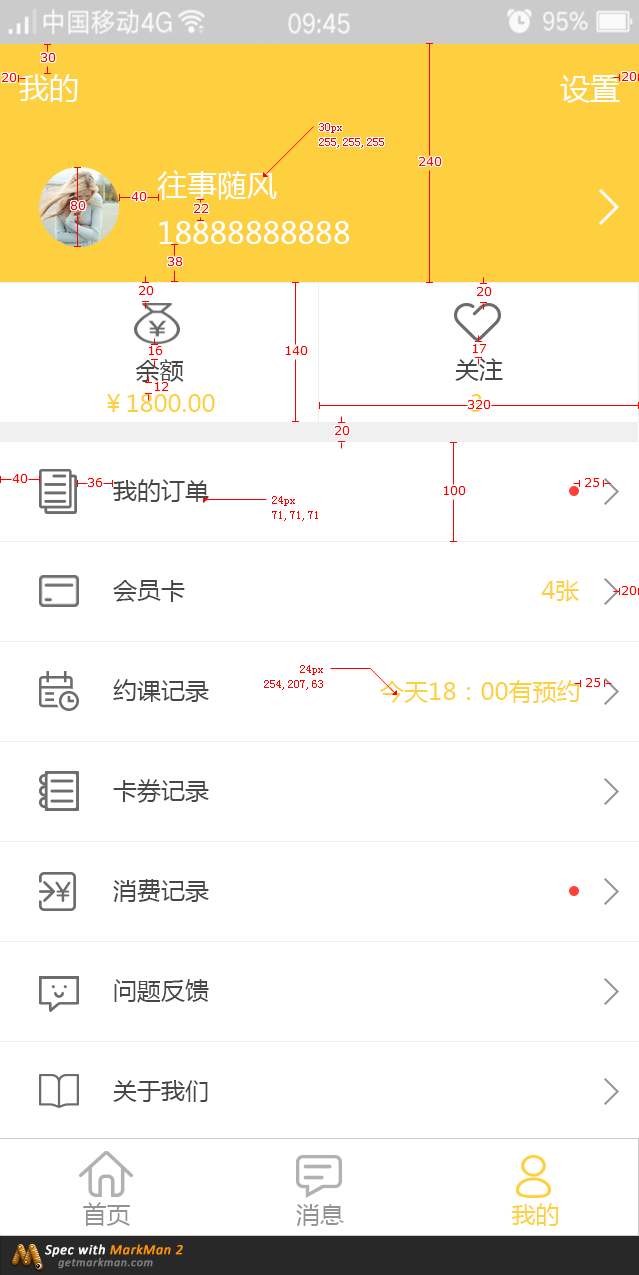 中国移动4G 09:45 95%
30
20 20
我的 设置
30px
255, 255, 255
240
往事随风
80 40 22
18888888888
38
20 20
16 140 17
余额 关注
12
￥1800.00 320
20
40 36 我的订单 100 25
24px
71, 71, 71
会员卡 4张 20
24px
254, 207, 63
约课记录 今天18：00有预约 25
卡券记录
消费记录
问题反馈
关于我们
首页 消息 我的
Spec with MarkMan 2
getmarkman.com